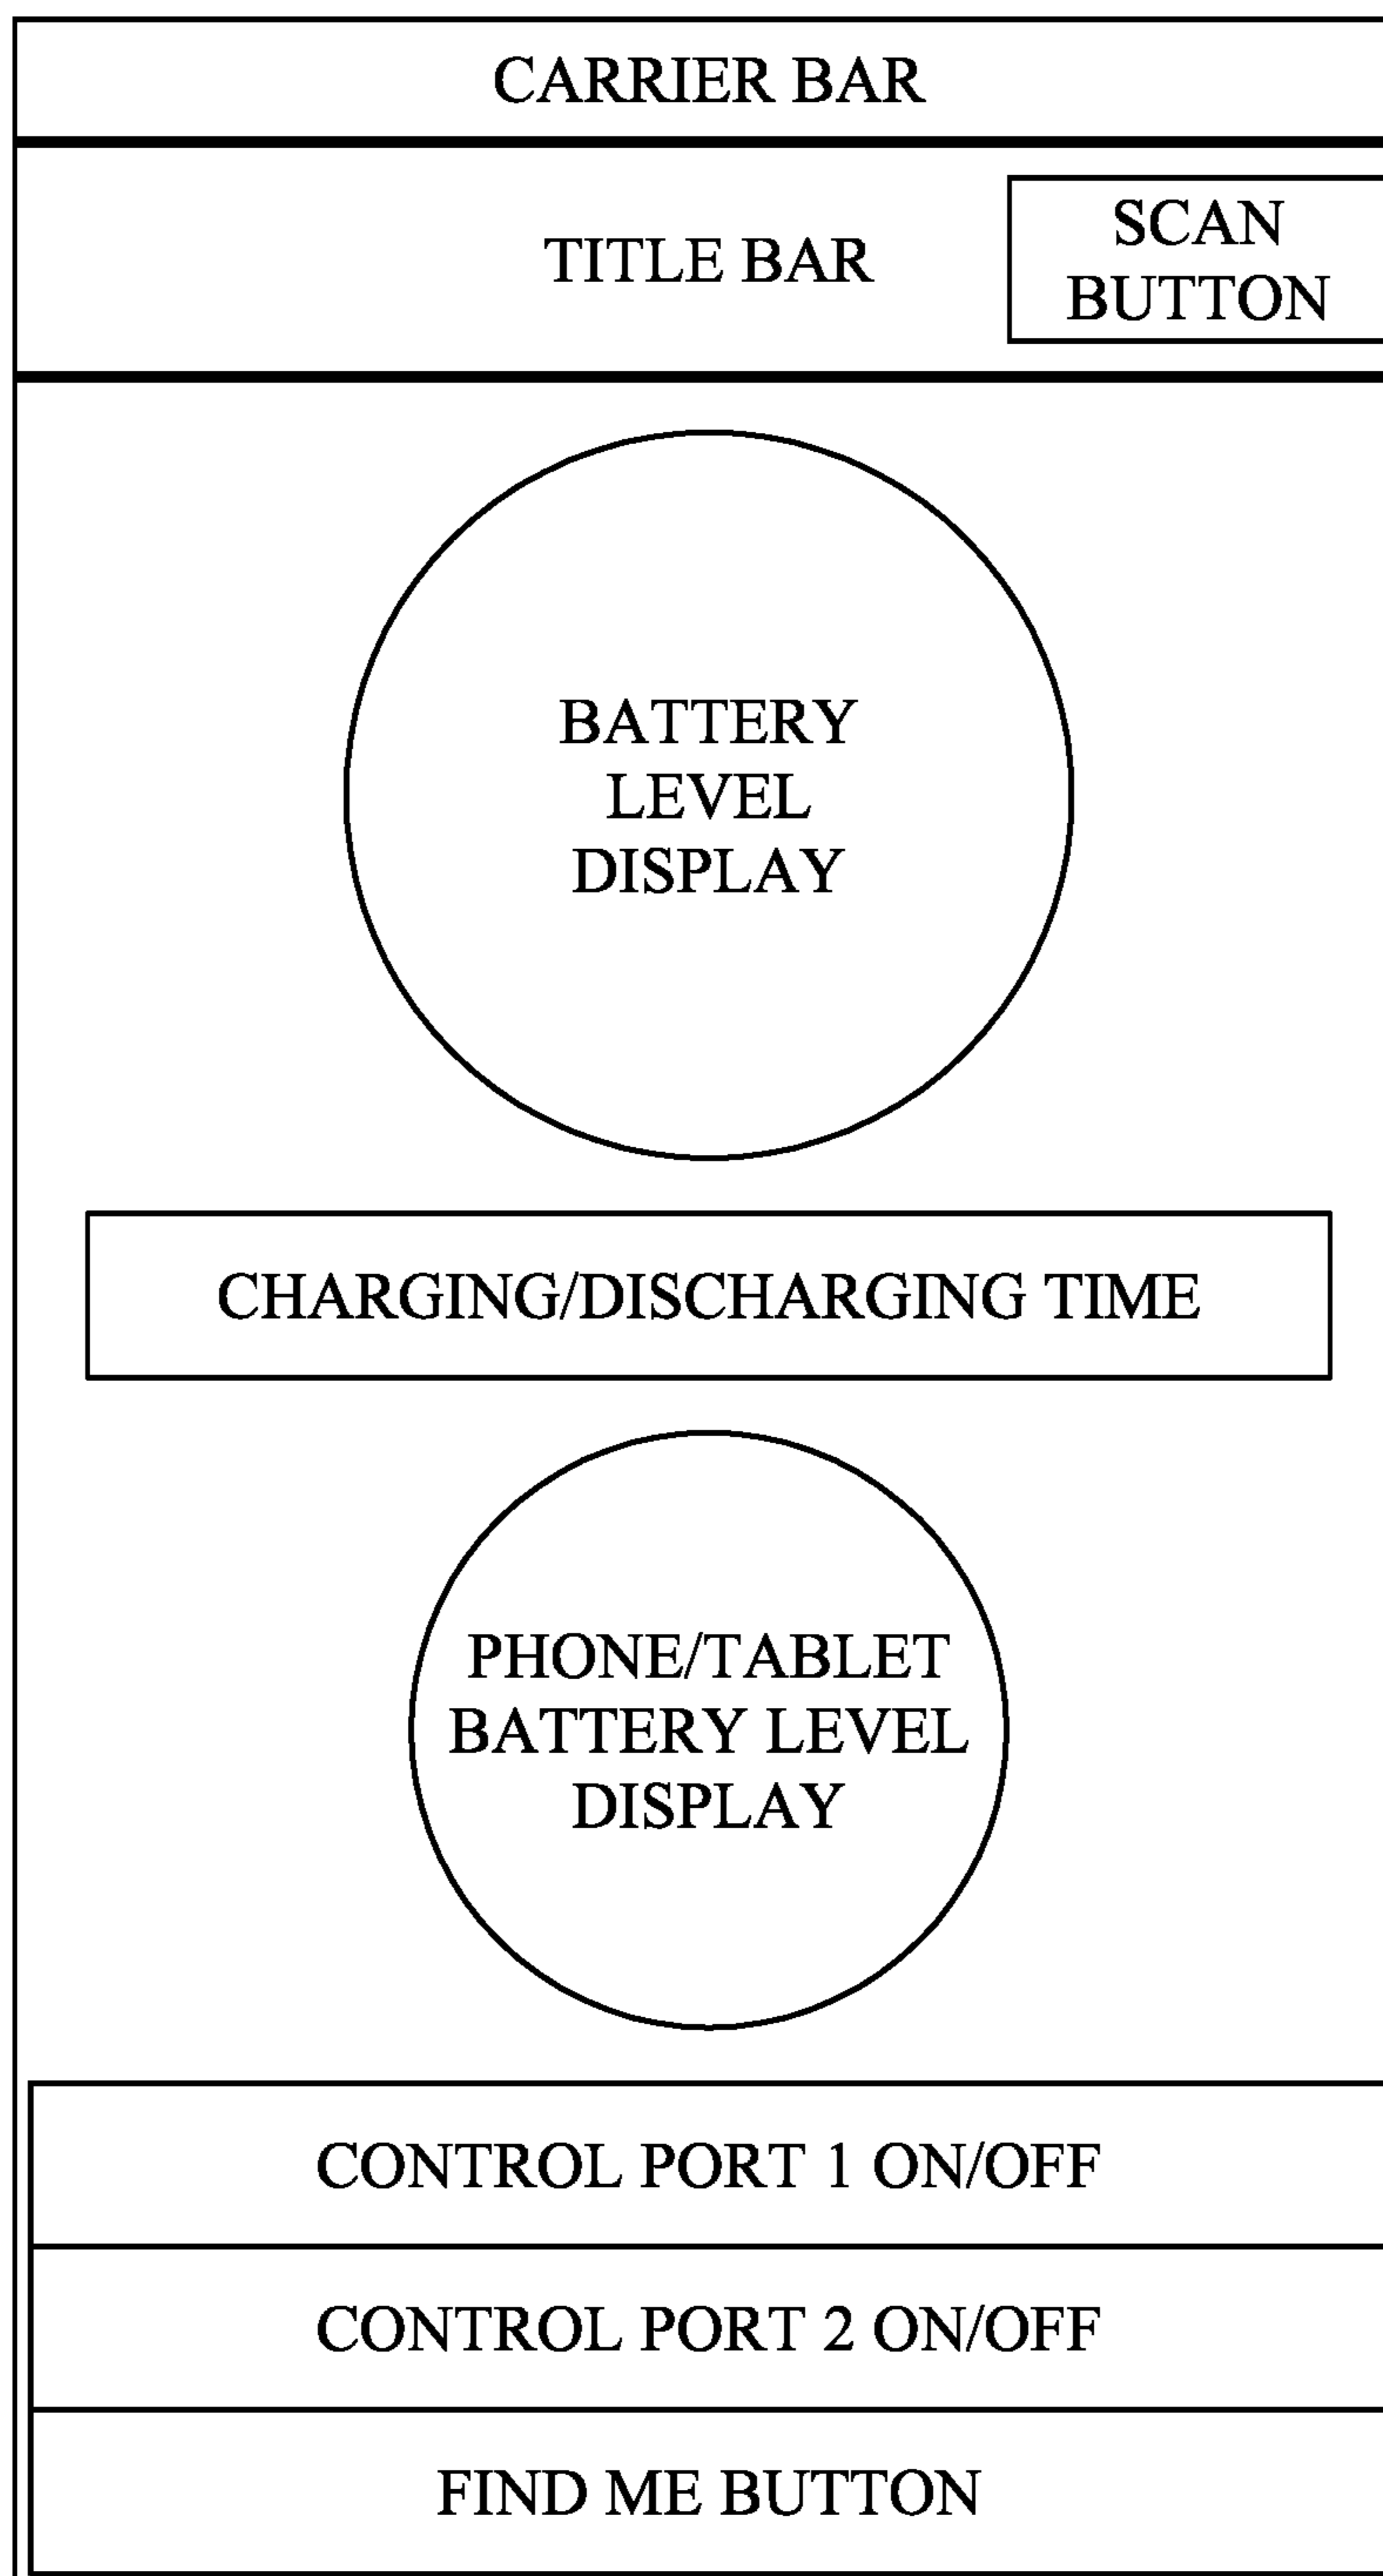 CARRIER BAR
TITLE BAR
SCAN
BUTTON
BATTERY
LEVEL
DISPLAY
CHARGING/DISCHARGING TIME
PHONE/TABLET
BATTERY LEVEL
DISPLAY
CONTROL PORT 1 ON/OFF
CONTROL PORT 2 ON/OFF
FIND ME BUTTON